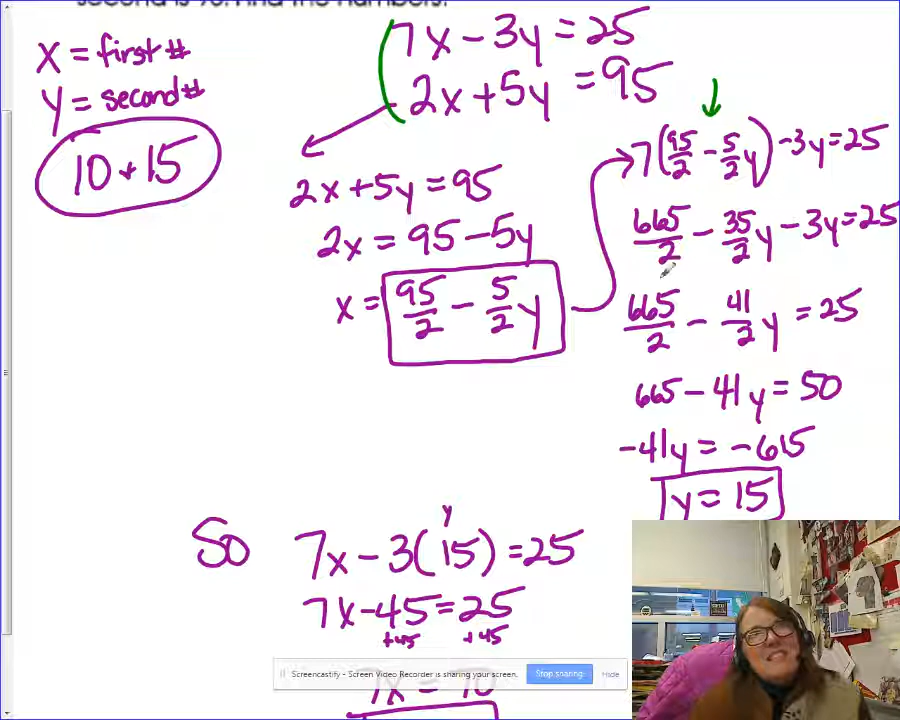 x = first #
y = second #
10 + 15
7x - 3y = 25
2x + 5y = 95
2x + 5y = 95
2x = 95 - 5y
x = 95/2 - 5/2 y
7(95/2 - 5/2 y) - 3y = 25
665/2 - 35/2 y - 3y = 25
665/2 - 41/2 y = 25
665 - 41y = 50
-41y = -615
y = 15
So
y
7x - 3(15) = 25
7x - 45 = 25
+45 +45
Screencastify - Screen Video Recorder is sharing your screen.
Stop sharing
Hide
7x = 70